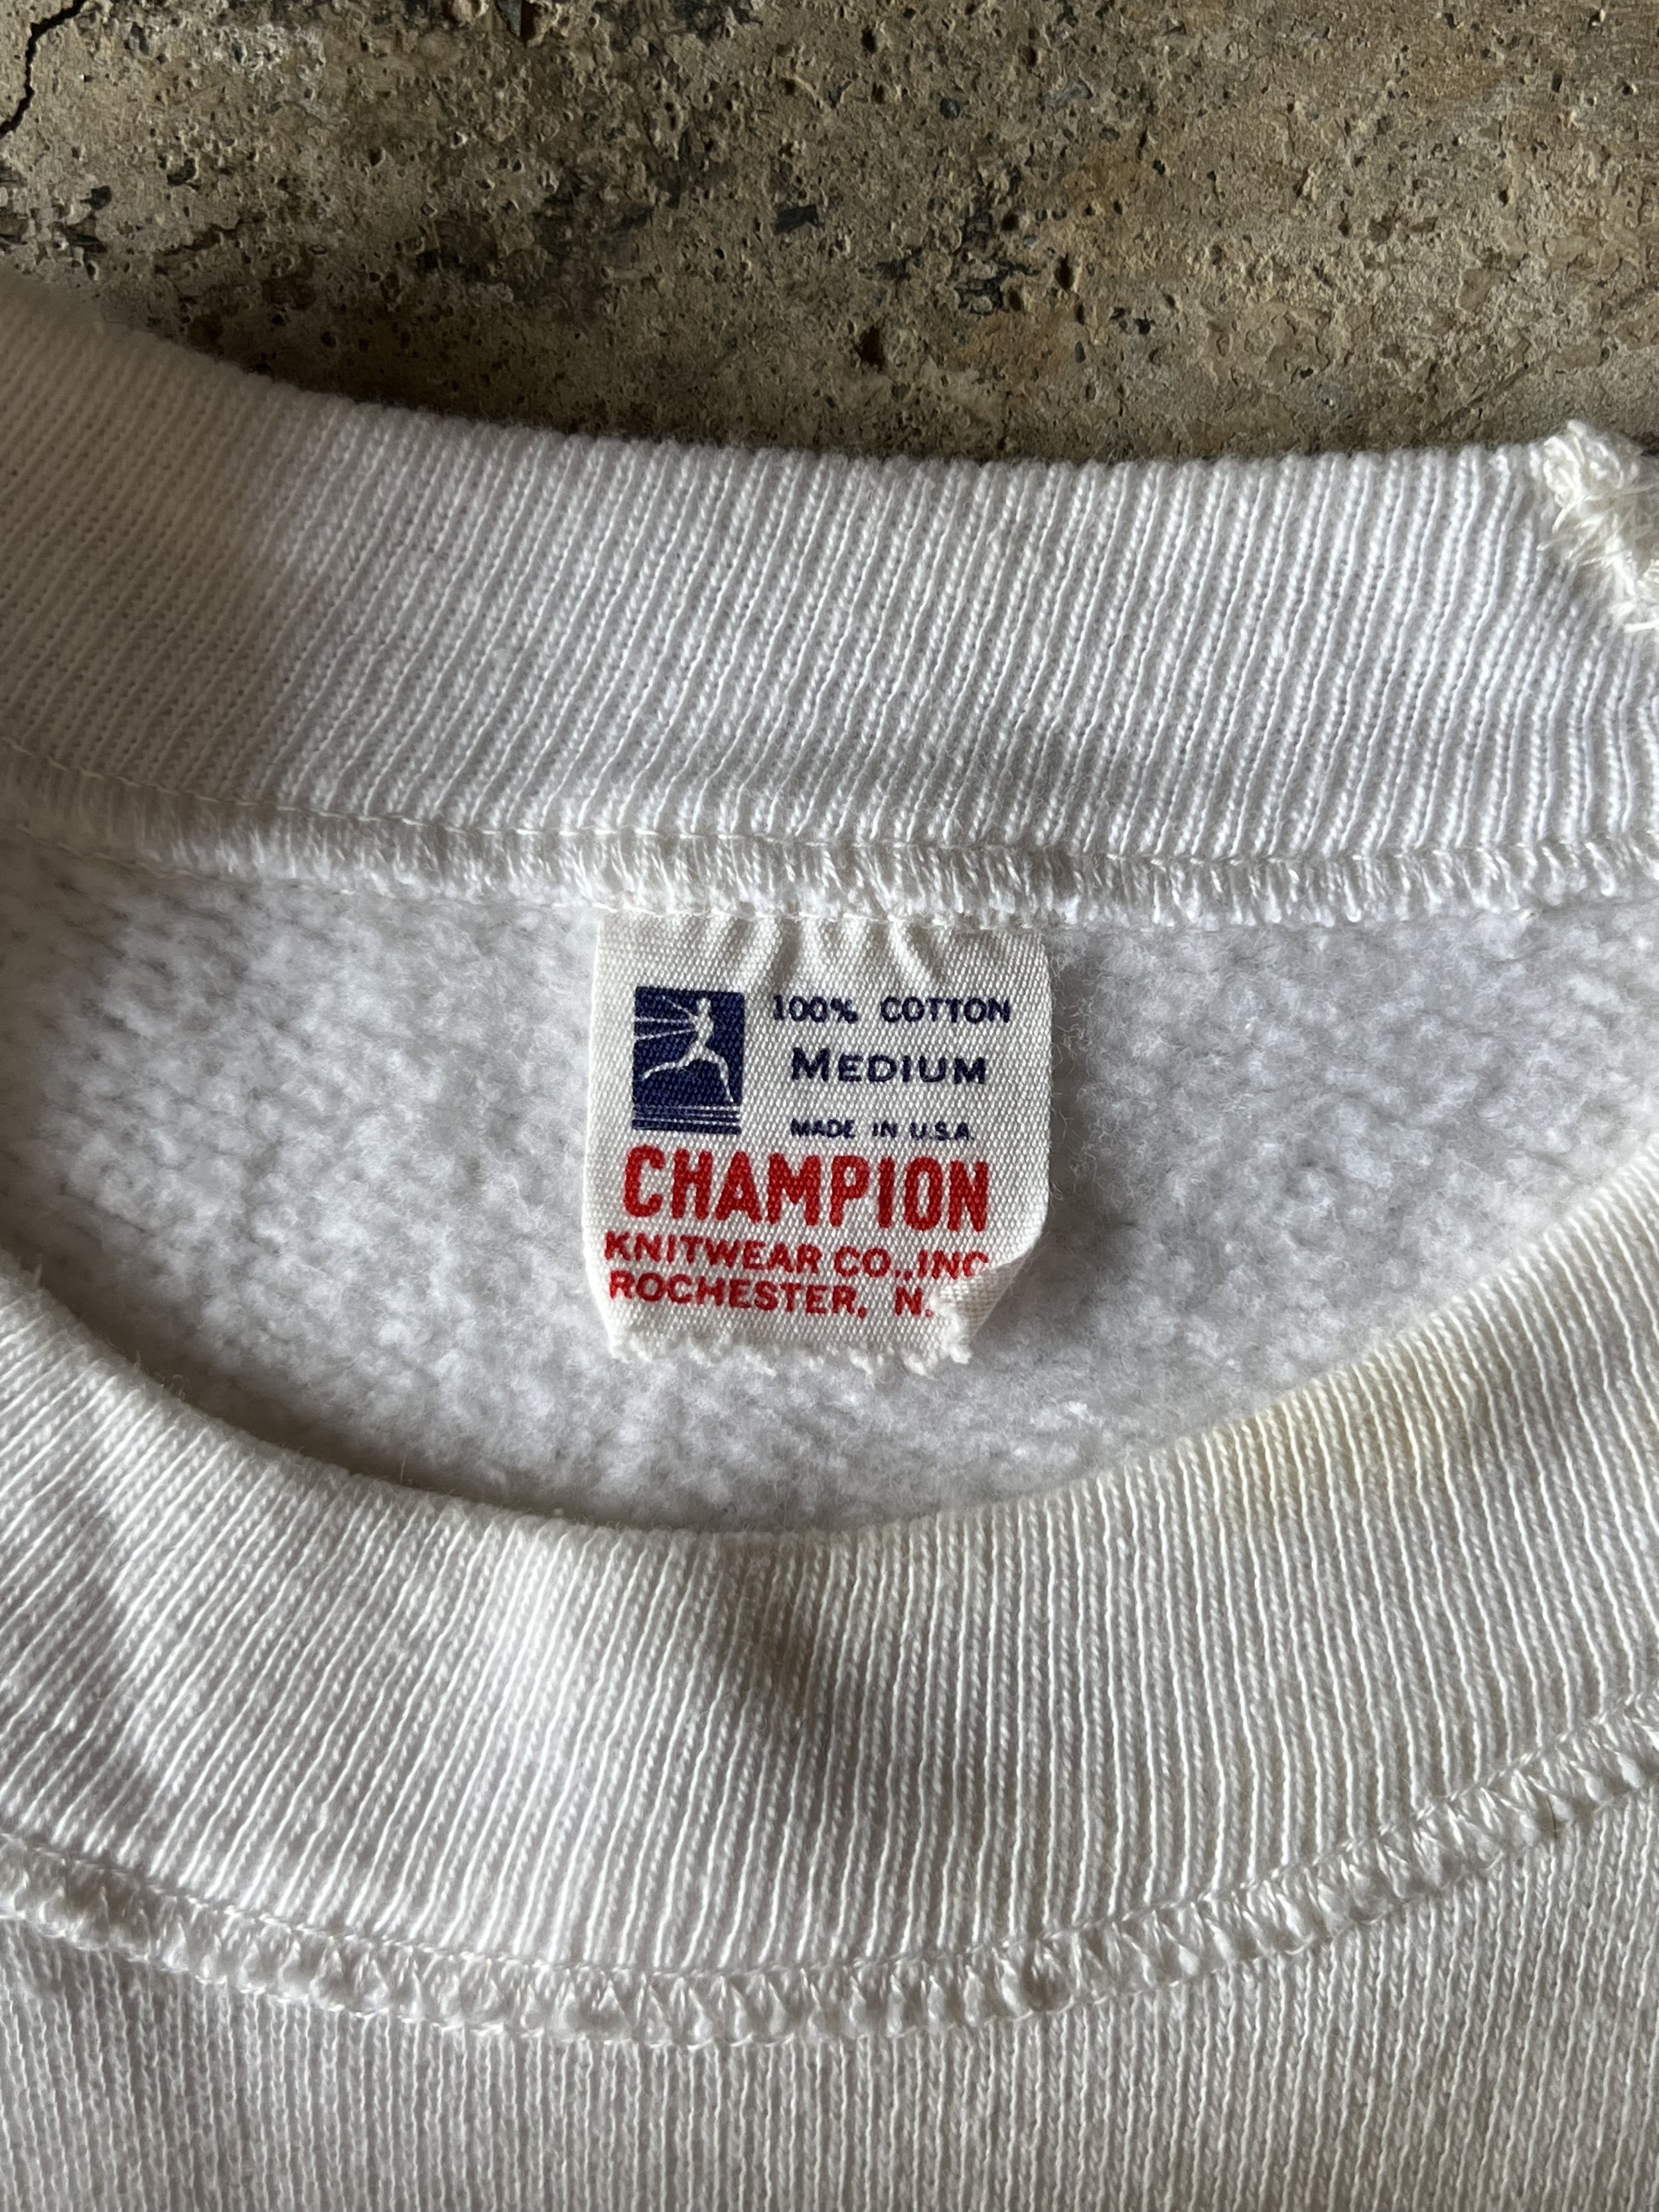 100% COTTON
MEDIUM
MADE IN U.S.A.
CHAMPION
KNITWEAR CO., INC
ROCHESTER, N.